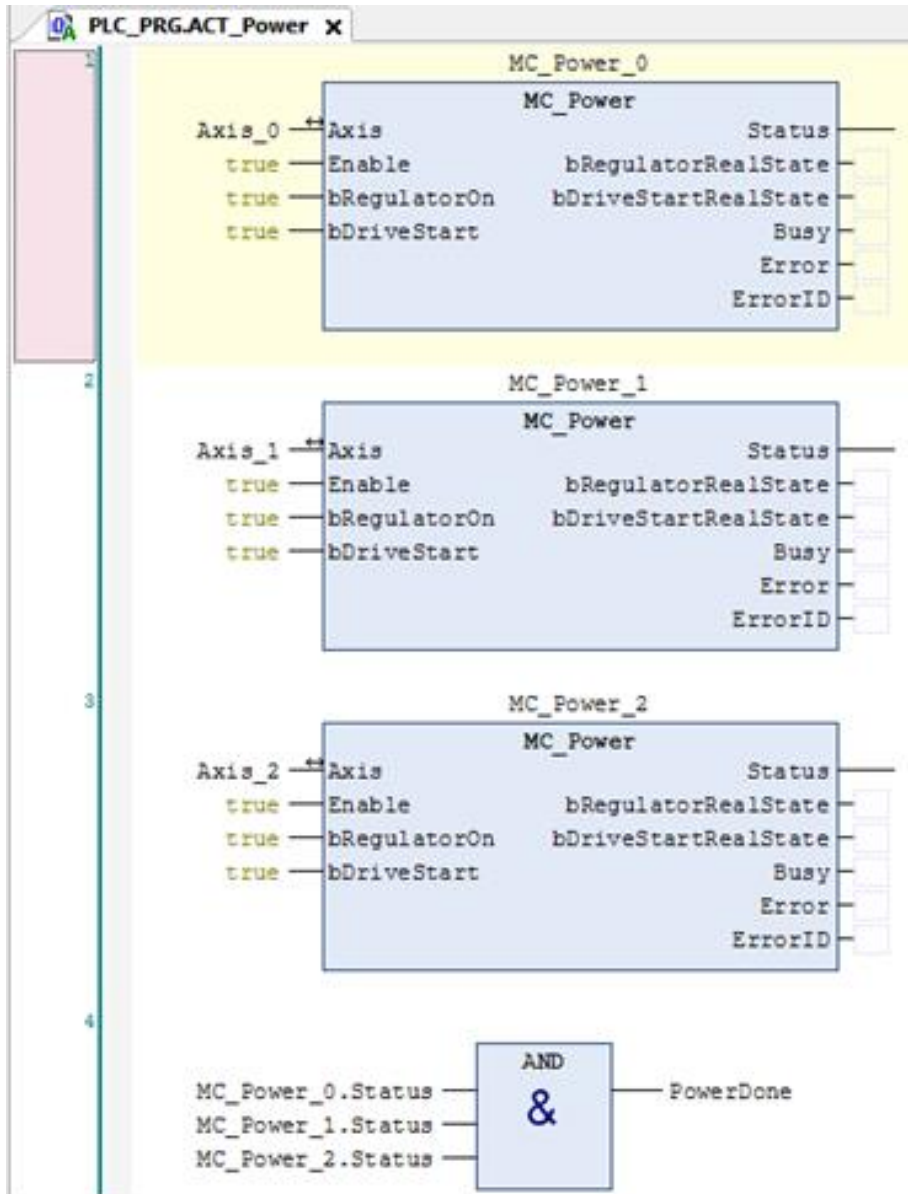 PLC_PRG.ACT_Power X
1
MC_Power_0
MC_Power
Axis_0 Axis Status
true Enable bRegulatorRealState
true bRegulatorOn bDriveStartRealState
true bDriveStart Busy
Error
ErrorID
2
MC_Power_1
MC_Power
Axis_1 Axis Status
true Enable bRegulatorRealState
true bRegulatorOn bDriveStartRealState
true bDriveStart Busy
Error
ErrorID
3
MC_Power_2
MC_Power
Axis_2 Axis Status
true Enable bRegulatorRealState
true bRegulatorOn bDriveStartRealState
true bDriveStart Busy
Error
ErrorID
4
AND
&
MC_Power_0.Status PowerDone
MC_Power_1.Status
MC_Power_2.Status